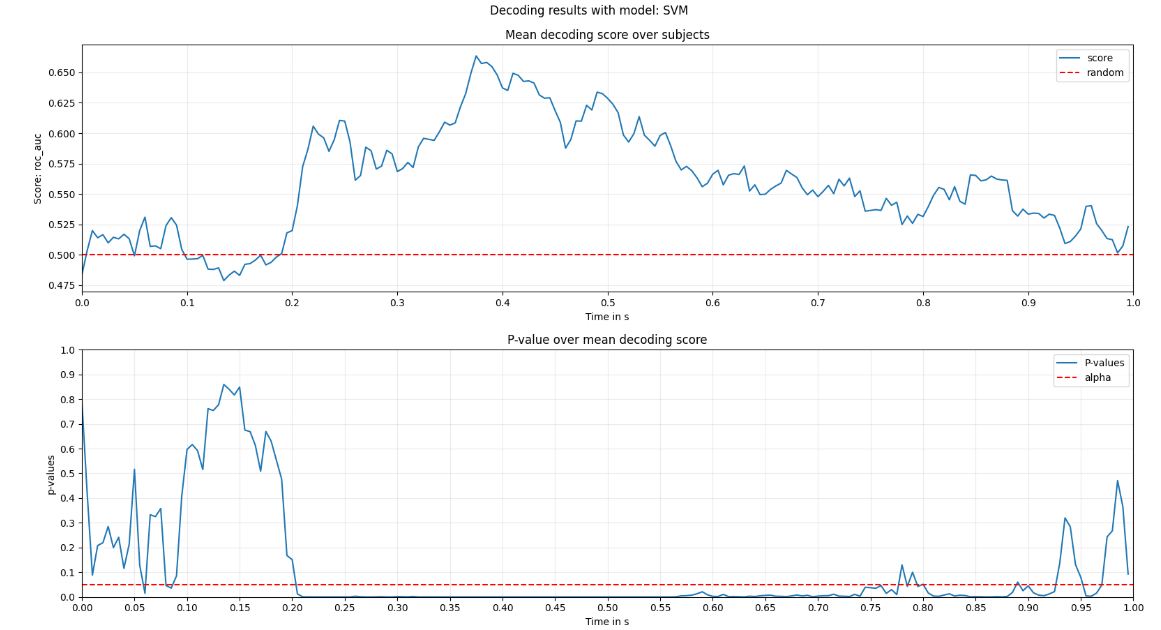 Decoding results with model: SVM
Mean decoding score over subjects
Score: roc_auc
0.650
0.625
0.600
0.575
0.550
0.525
0.500
0.475
score
random
0.0 0.1 0.2 0.3 0.4 0.5 0.6 0.7 0.8 0.9 1.0
Time in s
P-value over mean decoding score
p-values
1.0
0.9
0.8
0.7
0.6
0.5
0.4
0.3
0.2
0.1
0.0
P-values
alpha
0.00 0.05 0.10 0.15 0.20 0.25 0.30 0.35 0.40 0.45 0.50 0.55 0.60 0.65 0.70 0.75 0.80 0.85 0.90 0.95 1.00
Time in s